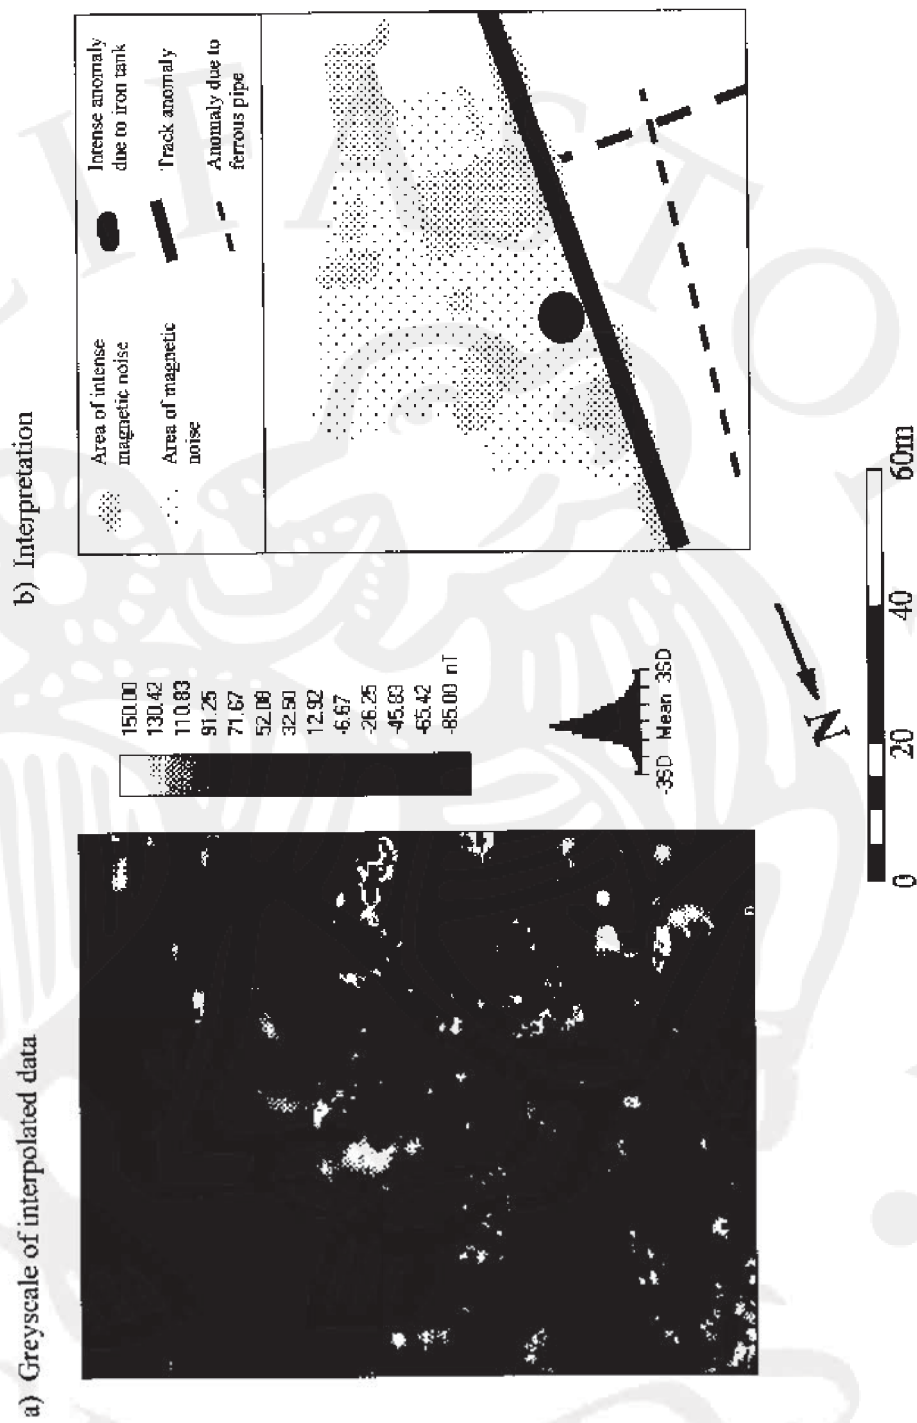 a) Greyscale of interpolated data
150.00
130.42
110.83
91.25
71.67
52.08
32.50
12.92
-6.67
-26.25
-45.83
-65.42
-85.00 nT
-3SD Mean 3SD
b) Interpretation
Area of intense
magnetic noise
Area of magnetic
noise
Intense anomaly
due to iron tank
Track anomaly
Anomaly due to
ferrous pipe
N
0 20 40 60m